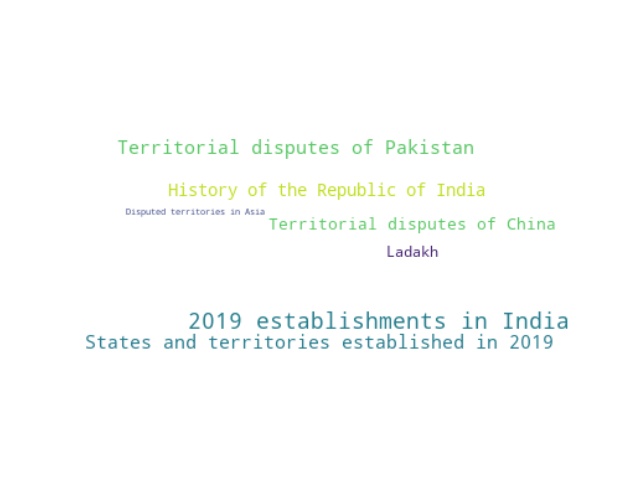 Territorial disputes of Pakistan
History of the Republic of India
Disputed territories in Asia
Territorial disputes of China
Ladakh
2019 establishments in India
States and territories established in 2019